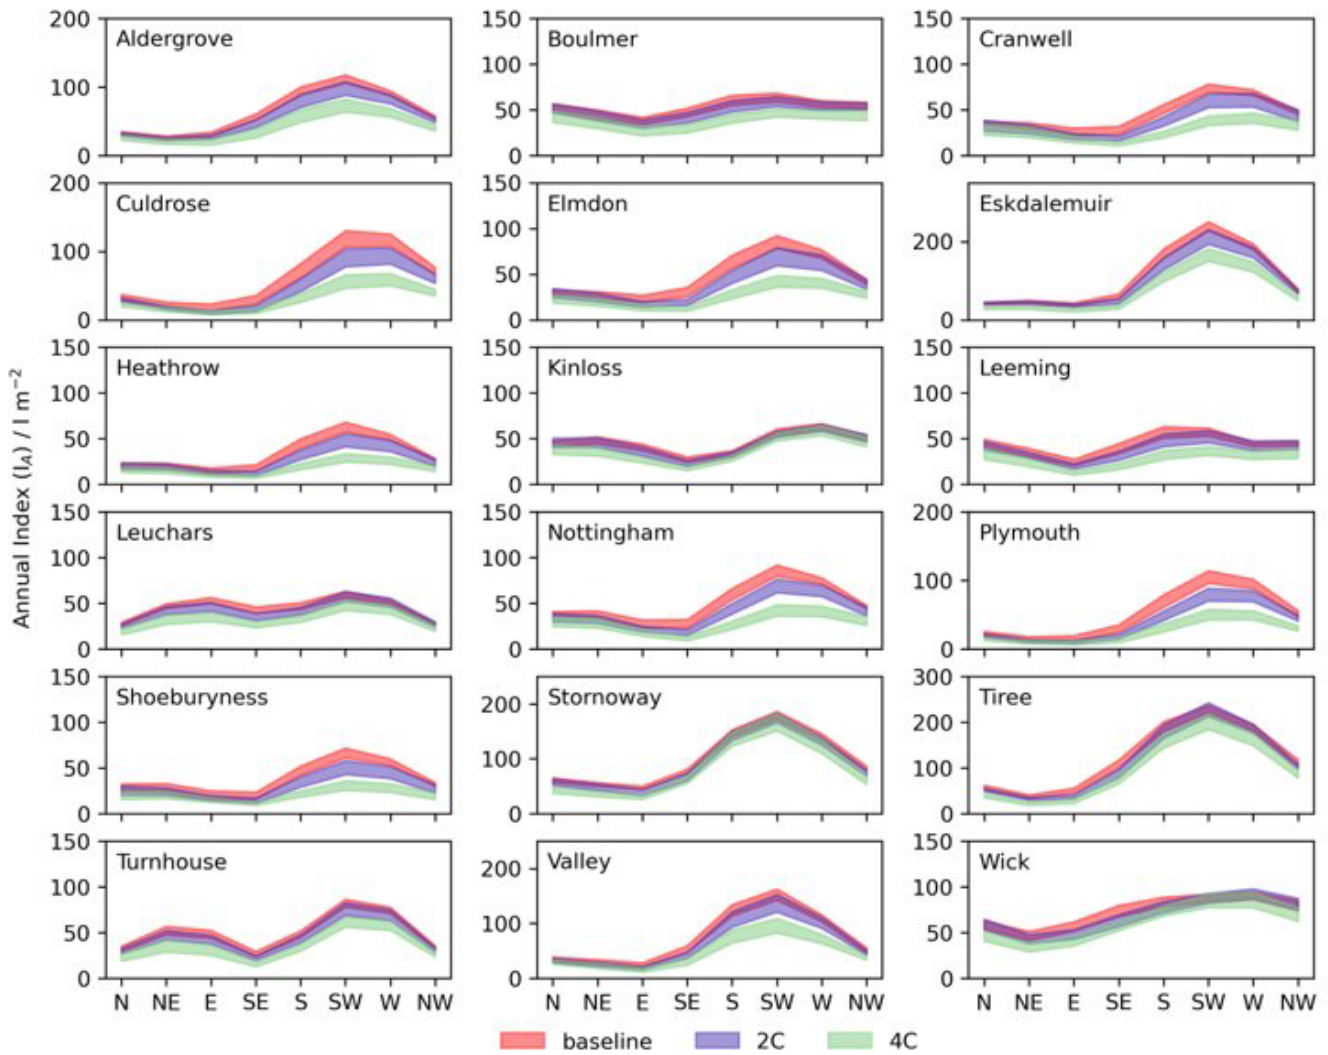 Annual Index (I_A) / l m⁻²
200
100
0
Aldergrove
150
100
50
0
Boulmer
150
100
50
0
Cranwell
200
100
0
Culdrose
150
100
50
0
Elmdon
200
0
Eskdalemuir
150
100
50
0
Heathrow
150
100
50
0
Kinloss
150
100
50
0
Leeming
150
100
50
0
Leuchars
150
100
50
0
Nottingham
200
100
0
Plymouth
150
100
50
0
Shoeburyness
200
100
0
Stornoway
300
200
100
0
Tiree
150
100
50
0
Turnhouse
N NE E SE S SW W NW
200
100
0
Valley
N NE E SE S SW W NW
150
100
50
0
Wick
N NE E SE S SW W NW
baseline 2C 4C